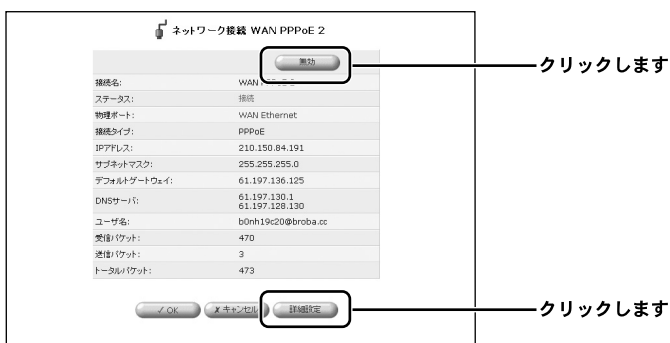 ネットワーク接続 WAN PPPoE 2
無効
クリックします
接続名: WAN
ステータス: 接続
物理ポート: WAN Ethernet
接続タイプ: PPPoE
IPアドレス: 210.150.84.191
サブネットマスク: 255.255.255.0
デフォルトゲートウェイ: 61.197.136.125
DNSサーバ: 61.197.130.1
61.197.128.130
ユーザ名: b0nh19c20@broba.cc
受信パケット: 470
送信パケット: 3
トータルパケット: 473
✓ OK ✗ キャンセル 詳細設定
クリックします